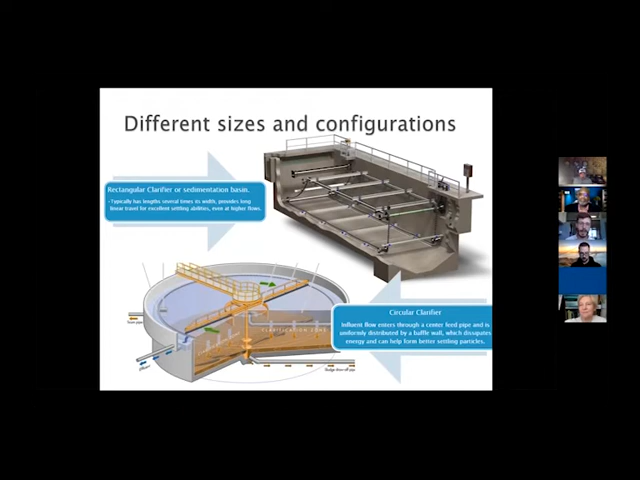 Different sizes and configurations
Rectangular Clarifier or sedimentation basin.
-Typically has lengths several times its width, provides long
linear travel for excellent settling abilities, even at higher flows.
CLARIFICATION ZONE
Circular Clarifier
Influent flow enters through a center feed pipe and is
uniformly distributed by a baffle wall, which dissipates
energy and can help form better settling particles.